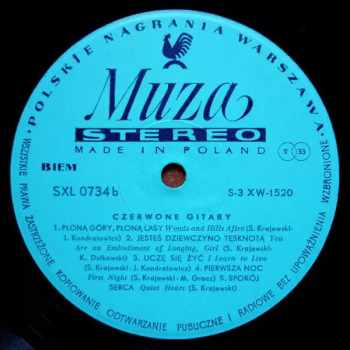 POLSKIE NAGRANIA WARSZAWA
Muza
STEREO
MADE IN POLAND
BIEM
33
SXL 0734 b
S-3 XW-1520
CZERWONE GITARY
1. PŁONĄ GÓRY, PŁONĄ LASY Woods and Hills Afire (S. Krajewski-
J. Kondratowicz) 2. JESTEŚ DZIEWCZYNO TĘSKNOTĄ You
Are an Embodiment of Longing, Girl (S. Krajewski-
K. Dzikowski) 3. UCZĘ SIĘ ŻYĆ I Learn to Live
(S. Krajewski-J. Kondratowicz) 4. PIERWSZA NOC
First Night (S. Krajewski-M. Gaszyński) 5. SPOKÓJ
SERCA Quiet Heart (S. Krajewski)
WSZYSTKIE PRAWA ZASTRZEŻONE KOPIOWANIE ODTWARZANIE PUBLICZNE I RADIOWE BEZ UPOWAŻNIENIA WZBRONIONE